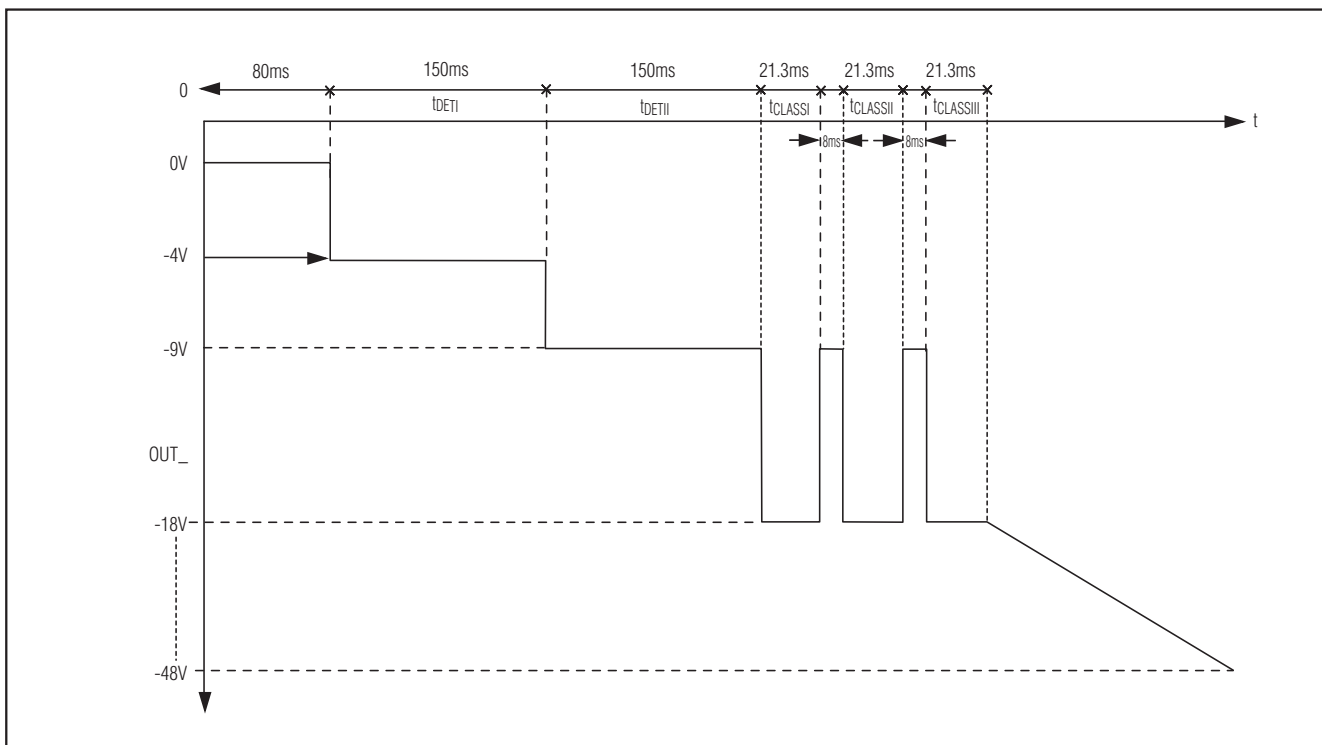 80ms 150ms 150ms 21.3ms 21.3ms 21.3ms
0
tDETI tDETII tCLASSI tCLASSII tCLASSIII
t
8ms 8ms
0V
-4V
-9V
OUT_
-18V
-48V